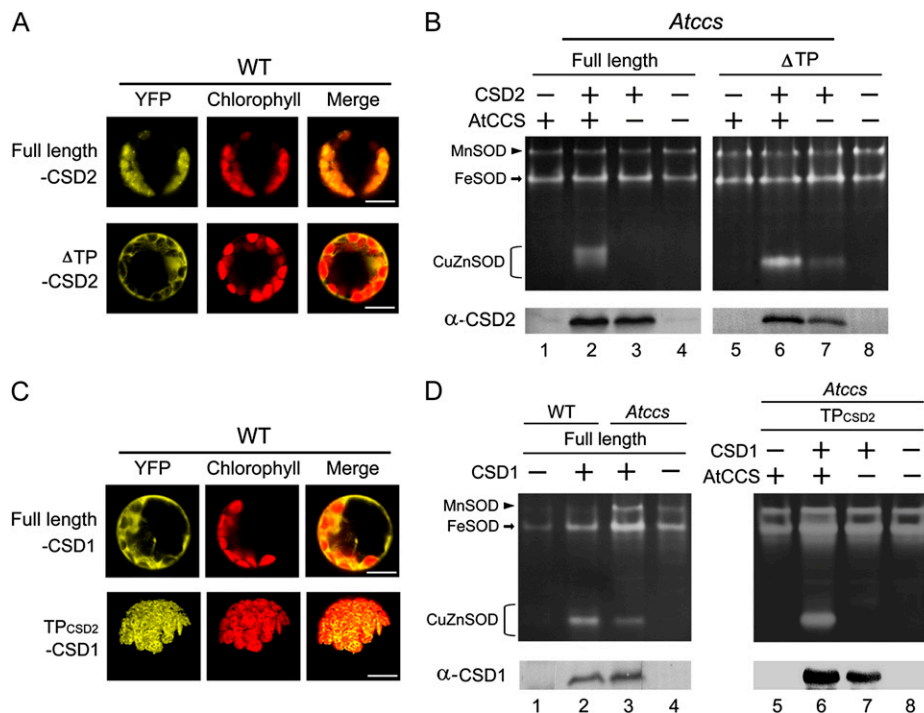 A
WT
YFP Chlorophyll Merge
Full length
-CSD2
ΔTP
-CSD2
B
Atccs
Full length ΔTP
CSD2 – + + – – + + –
AtCCS + + – – + + – –
MnSOD
FeSOD
CuZnSOD
α-CSD2
1 2 3 4 5 6 7 8
C
WT
YFP Chlorophyll Merge
Full length
-CSD1
TPCSD2
-CSD1
D
WT Atccs
Full length
CSD1 – + + –
MnSOD
FeSOD
CuZnSOD
α-CSD1
1 2 3 4
Atccs
TPCSD2
CSD1 – + + –
AtCCS + + – –
5 6 7 8